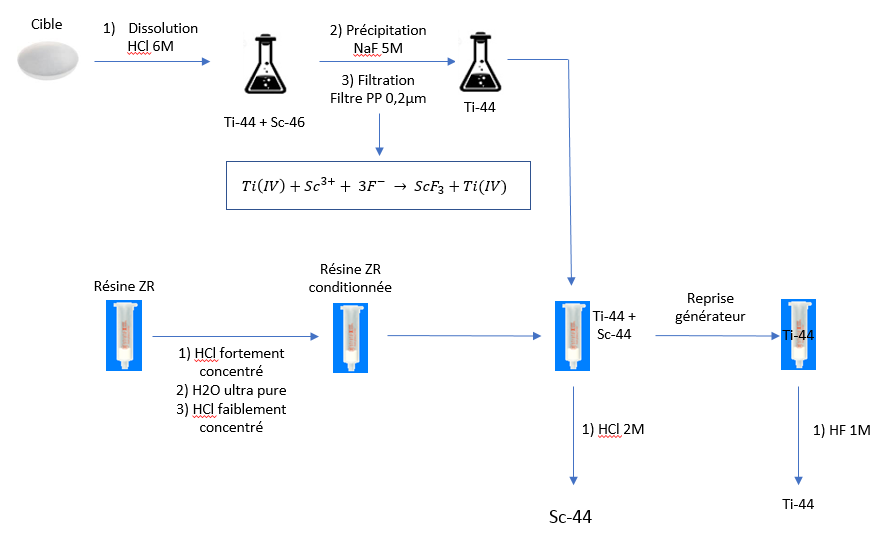 Cible
1) Dissolution
HCl 6M
2) Précipitation
NaF 5M
3) Filtration
Filtre PP 0,2µm
Ti-44 + Sc-46
Ti-44
Ti(IV) + Sc³⁺ + 3F⁻ → ScF₃ + Ti(IV)
Résine ZR
Résine ZR
conditionnée
1) HCl fortement
concentré
2) H2O ultra pure
3) HCl faiblement
concentré
Ti-44 +
Sc-44
Reprise
générateur
Ti-44
1) HCl 2M
1) HF 1M
Sc-44
Ti-44